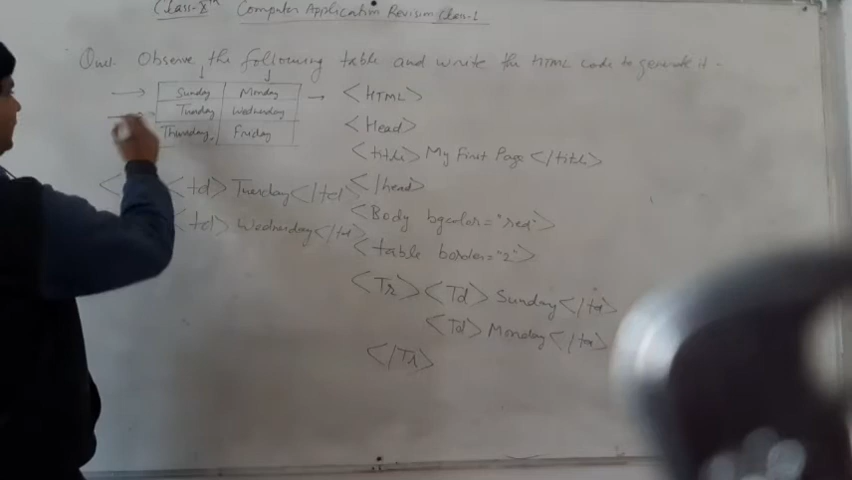 Class-X th Computer Application Revision Class-1
Ques. Observe the following table and write the HTML code to generate it -
Sunday Monday
Tuesday Wednesday
Thursday Friday
<HTML>
<Head>
<title> My First Page </title>
</head>
<Body bgcolor="red">
<table border="2">
<Tr> <Td> Sunday </td>
<Td> Monday </td>
</Tr>
<td> Tuesday </td>
<td> Wednesday </td>